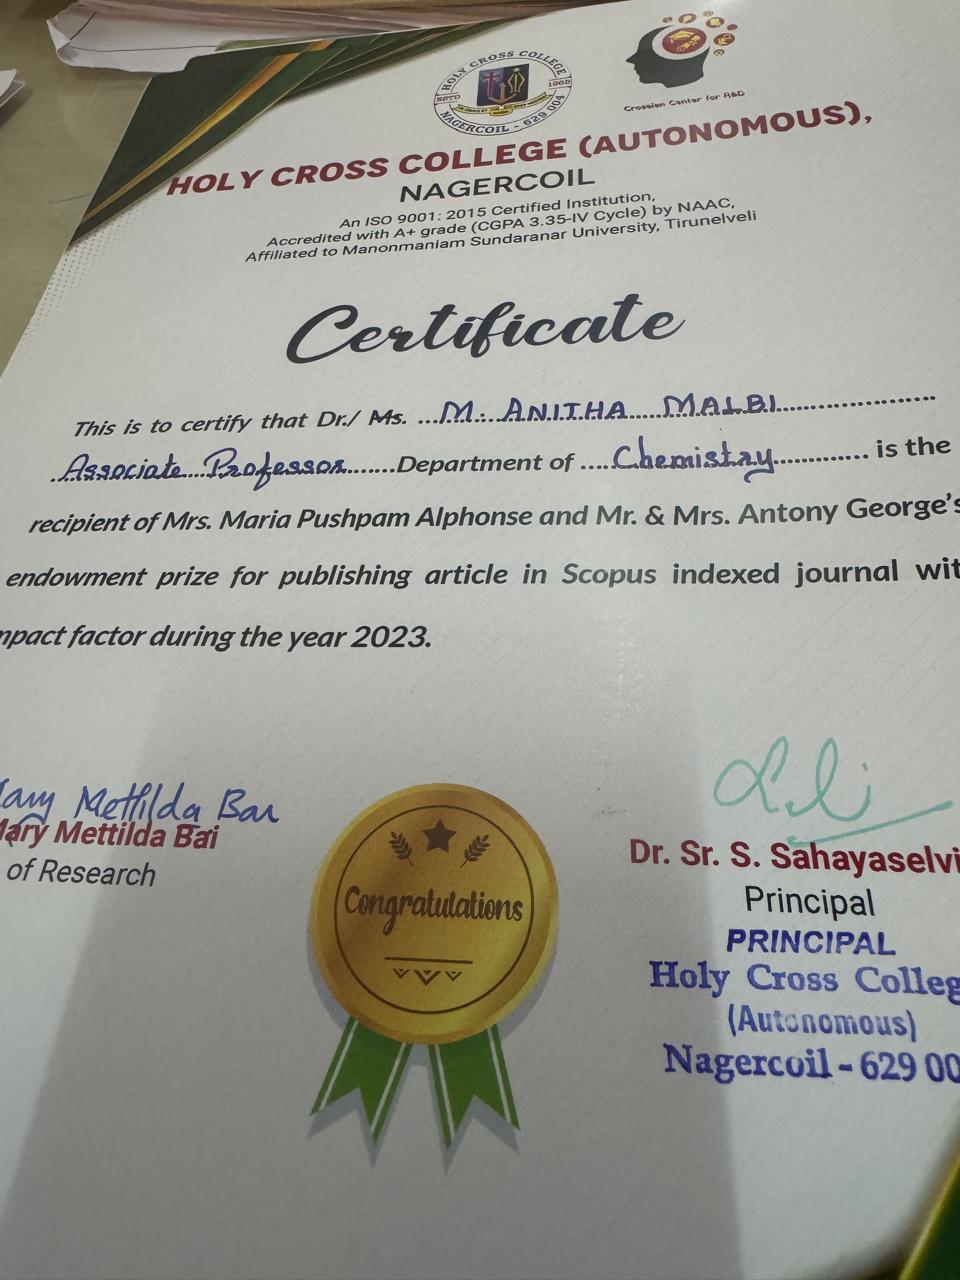 HOLY CROSS COLLEGE
ESTD 1965
NAGERCOIL - 629 004
Crossian Center for R&D
HOLY CROSS COLLEGE (AUTONOMOUS),
NAGERCOIL
An ISO 9001: 2015 Certified Institution,
Accredited with A+ grade (CGPA 3.35-IV Cycle) by NAAC,
Affiliated to Manonmaniam Sundaranar University, Tirunelveli
Certificate
This is to certify that Dr./ Ms. ...M. ANITHA MALBI...
Associate Professor...Department of ...Chemistry... is the
recipient of Mrs. Maria Pushpam Alphonse and Mr. & Mrs. Antony George's
endowment prize for publishing article in Scopus indexed journal wit
mpact factor during the year 2023.
Mary Mettilda Bai
Mary Mettilda Bai
of Research
Congratulations
Dr. Sr. S. Sahayaselvi
Principal
PRINCIPAL
Holy Cross Colleg
(Autonomous)
Nagercoil - 629 00